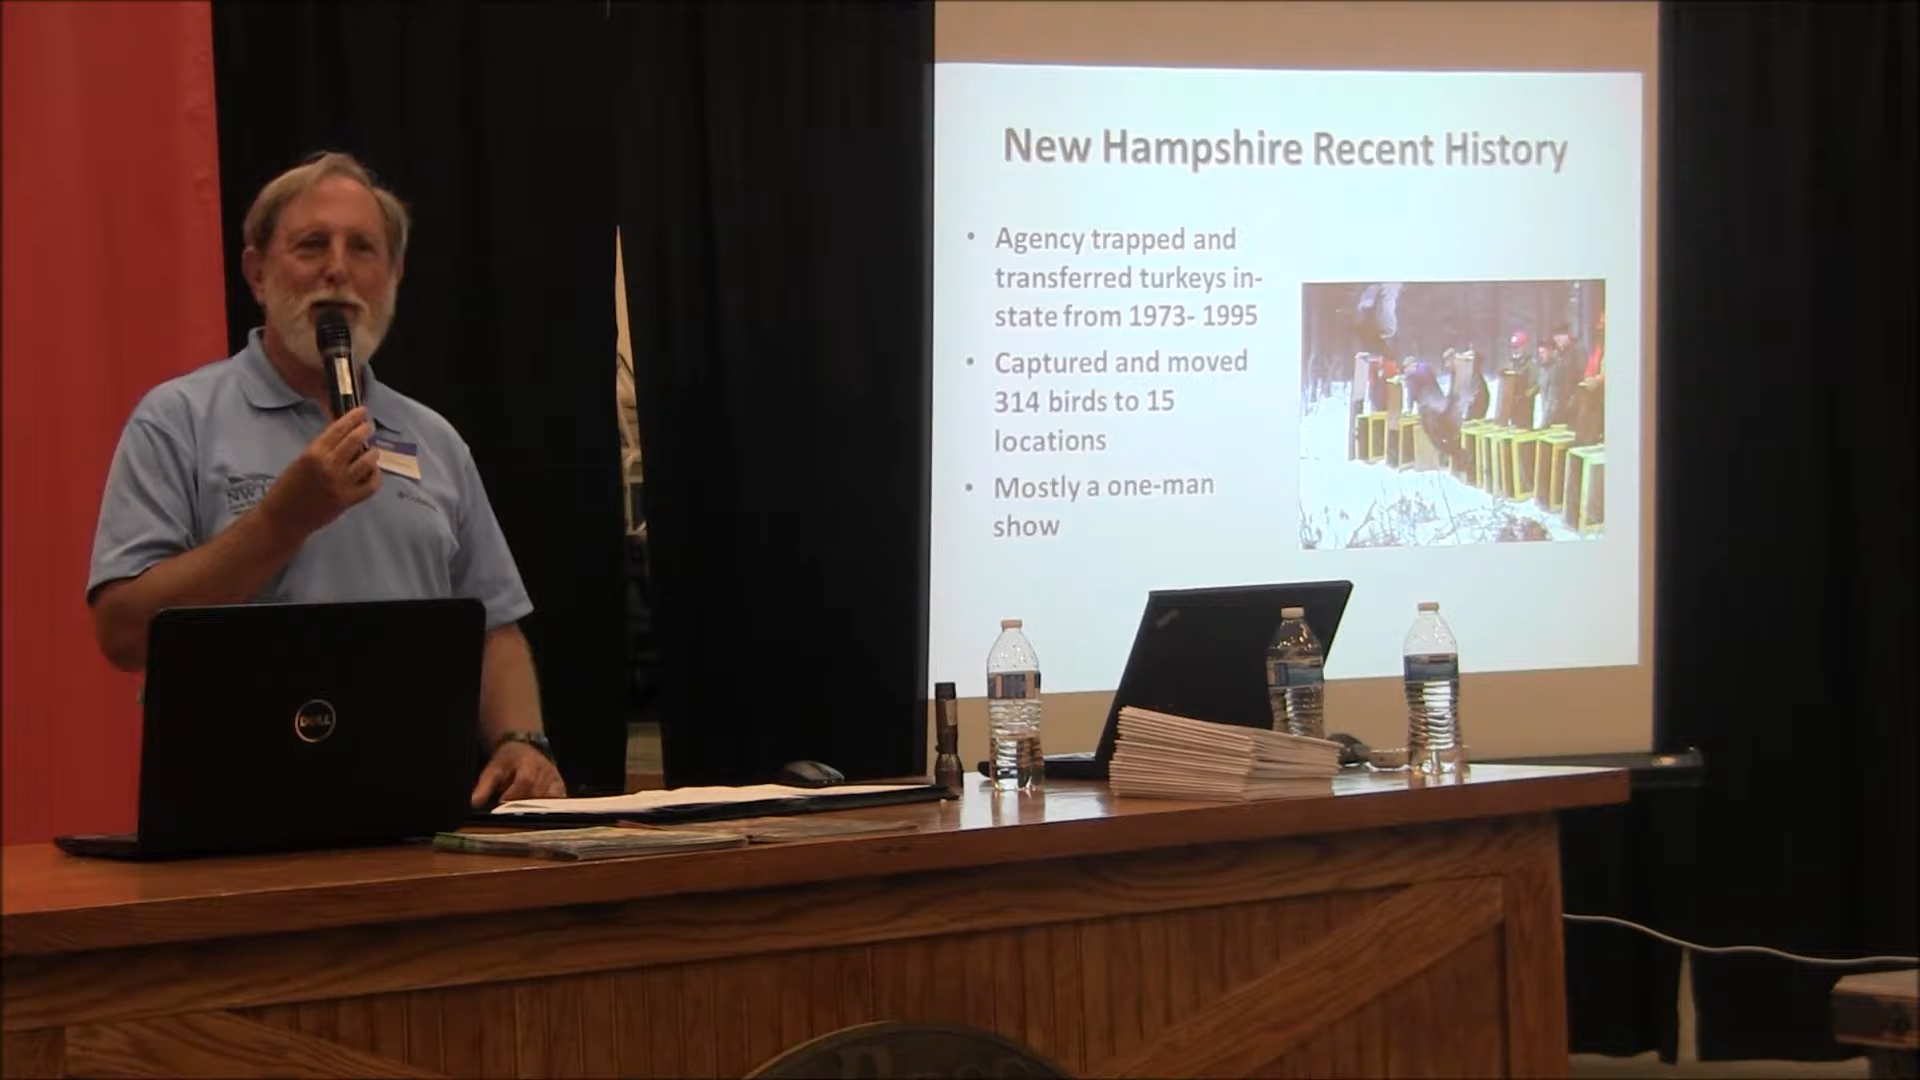 New Hampshire Recent History
• Agency trapped and
transferred turkeys in-
state from 1973- 1995
• Captured and moved
314 birds to 15
locations
• Mostly a one-man
show
DELL